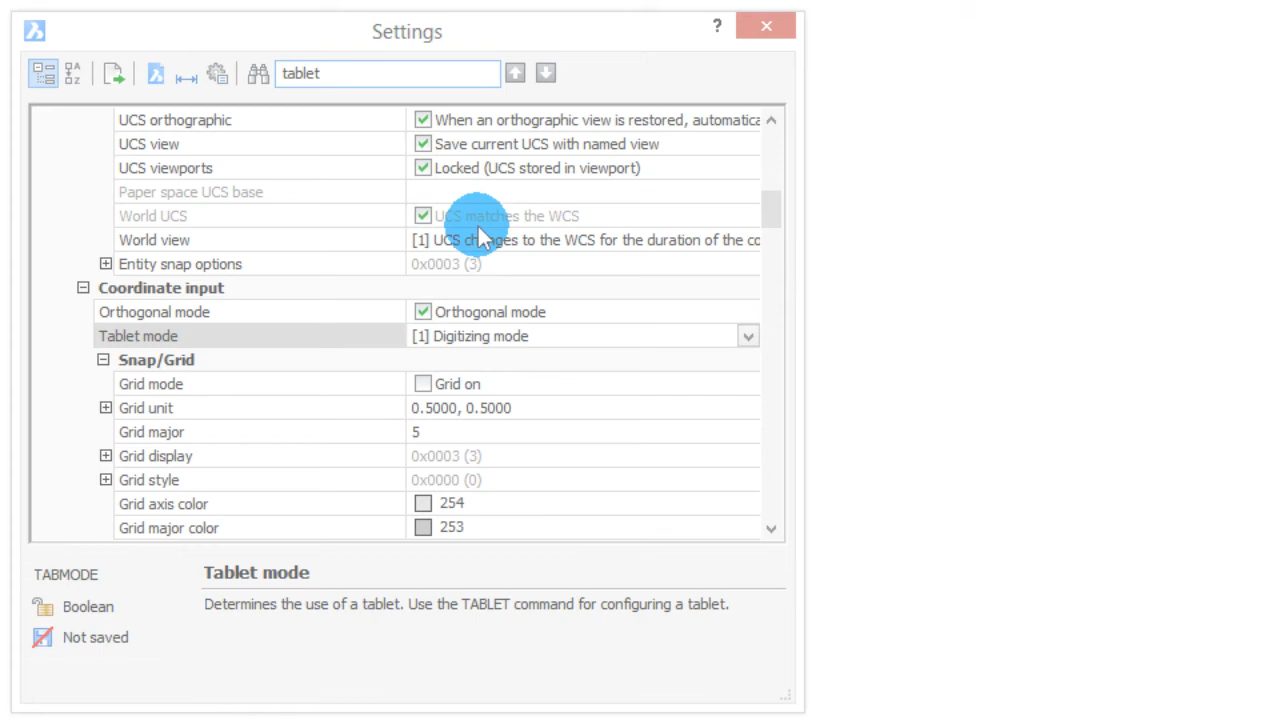 Settings
?
tablet
UCS orthographic When an orthographic view is restored, automatica
UCS view Save current UCS with named view
UCS viewports Locked (UCS stored in viewport)
Paper space UCS base
World UCS UCS matches the WCS
World view [1] UCS changes to the WCS for the duration of the co
Entity snap options 0x0003 (3)
Coordinate input
Orthogonal mode Orthogonal mode
Tablet mode [1] Digitizing mode
Snap/Grid
Grid mode Grid on
Grid unit 0.5000, 0.5000
Grid major 5
Grid display 0x0003 (3)
Grid style 0x0000 (0)
Grid axis color 254
Grid major color 253
TABMODE
Boolean
Not saved
Tablet mode
Determines the use of a tablet. Use the TABLET command for configuring a tablet.